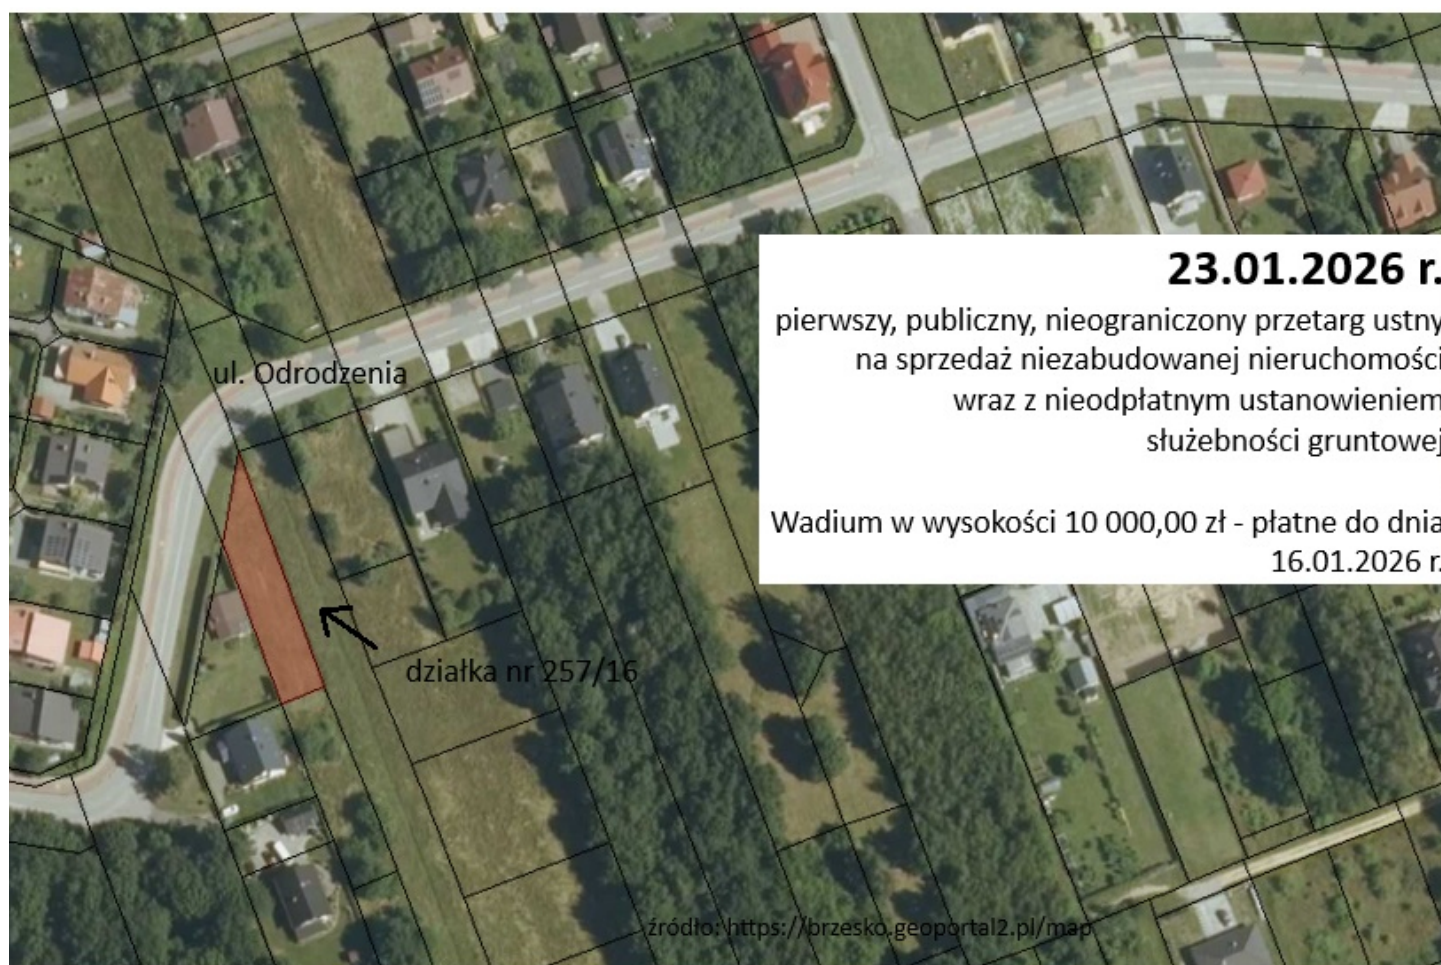 23.01.2026 r.
pierwszy, publiczny, nieograniczony przetarg ustny
na sprzedaż niezabudowanej nieruchomości
wraz z nieodpłatnym ustanowieniem
służebności gruntowej
Wadium w wysokości 10 000,00 zł - płatne do dnia
16.01.2026 r.
ul. Odrodzenia
działka nr 257/16
źródło: https://brzesko.geoportal2.pl/map